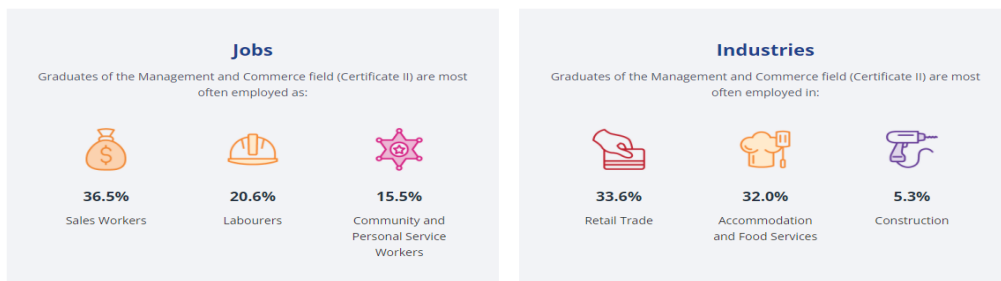 Jobs
Graduates of the Management and Commerce field (Certificate II) are most
often employed as:
$
36.5%
Sales Workers
20.6%
Labourers
15.5%
Community and
Personal Service
Workers
Industries
Graduates of the Management and Commerce field (Certificate II) are most
often employed in:
33.6%
Retail Trade
32.0%
Accommodation
and Food Services
5.3%
Construction